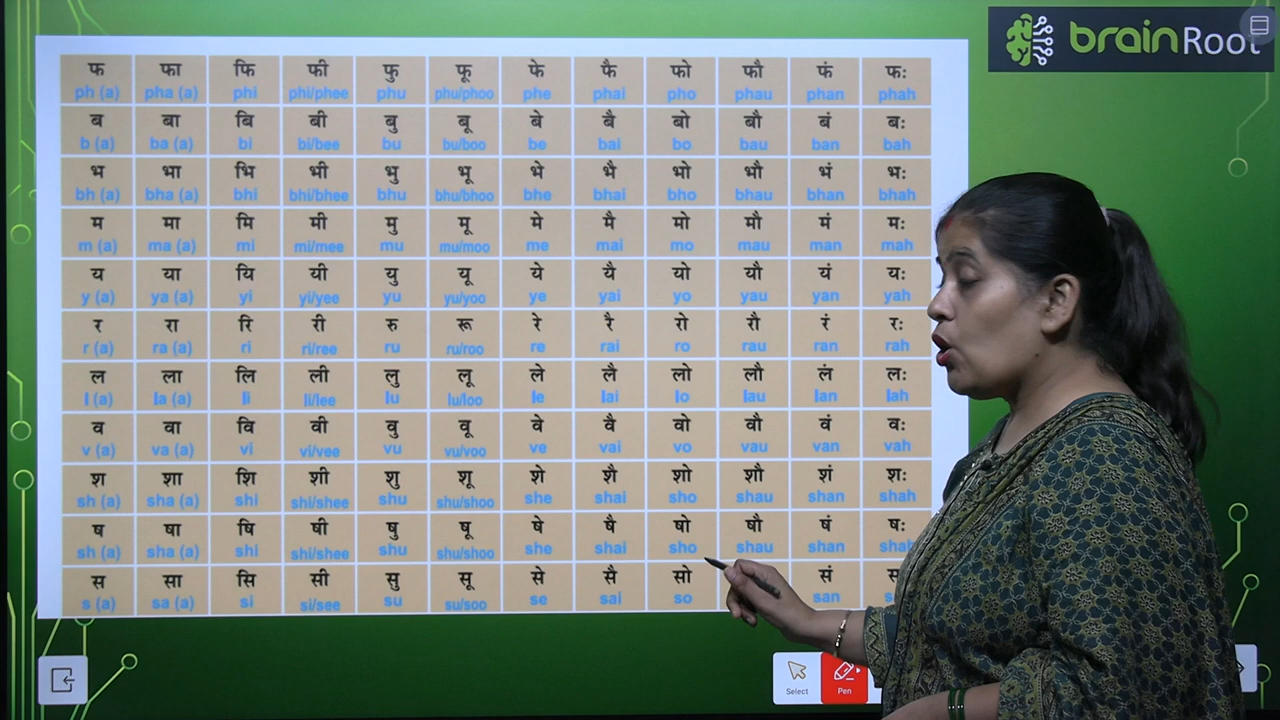 brainRoot
फ फा फि फी फु फू फे फै फो फौ फं फः
ph (a) pha (a) phi phi/phee phu phu/phoo phe phai pho phau phan phah
ब बा बि बी बु बू बे बै बो बौ बं बः
b (a) ba (a) bi bi/bee bu bu/boo be bai bo bau ban bah
भ भा भि भी भु भू भे भै भो भौ भं भः
bh (a) bha (a) bhi bhi/bhee bhu bhu/bhoo bhe bhai bho bhau bhan bhah
म मा मि मी मु मू मे मै मो मौ मं मः
m (a) ma (a) mi mi/mee mu mu/moo me mai mo mau man mah
य या यि यी यु यू ये यै यो यौ यं यः
y (a) ya (a) yi yi/yee yu yu/yoo ye yai yo yau yan yah
र रा रि री रु रू रे रै रो रौ रं रः
r (a) ra (a) ri ri/ree ru ru/roo re rai ro rau ran rah
ल ला लि ली लु लू ले लै लो लौ लं लः
l (a) la (a) li li/lee lu lu/loo le lai lo lau lan lah
व वा वि वी वु वू वे वै वो वौ वं वः
v (a) va (a) vi vi/vee vu vu/voo ve vai vo vau van vah
श शा शि शी शु शू शे शै शो शौ शं शः
sh (a) sha (a) shi shi/shee shu shu/shoo she shai sho shau shan shah
ष षा षि षी षु षू षे षै षो षौ षं षः
sh (a) sha (a) shi shi/shee shu shu/shoo she shai sho shau shan shah
स सा सि सी सु सू से सै सो सं
s (a) sa (a) si si/see su su/soo se sai so san
Select Pen